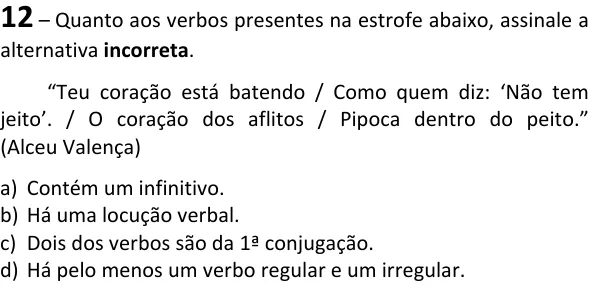 12 – Quanto aos verbos presentes na estrofe abaixo, assinale a
alternativa incorreta.
“Teu coração está batendo / Como quem diz: ‘Não tem
jeito’. / O coração dos aflitos / Pipoca dentro do peito.”
(Alceu Valença)
a) Contém um infinitivo.
b) Há uma locução verbal.
c) Dois dos verbos são da 1ª conjugação.
d) Há pelo menos um verbo regular e um irregular.